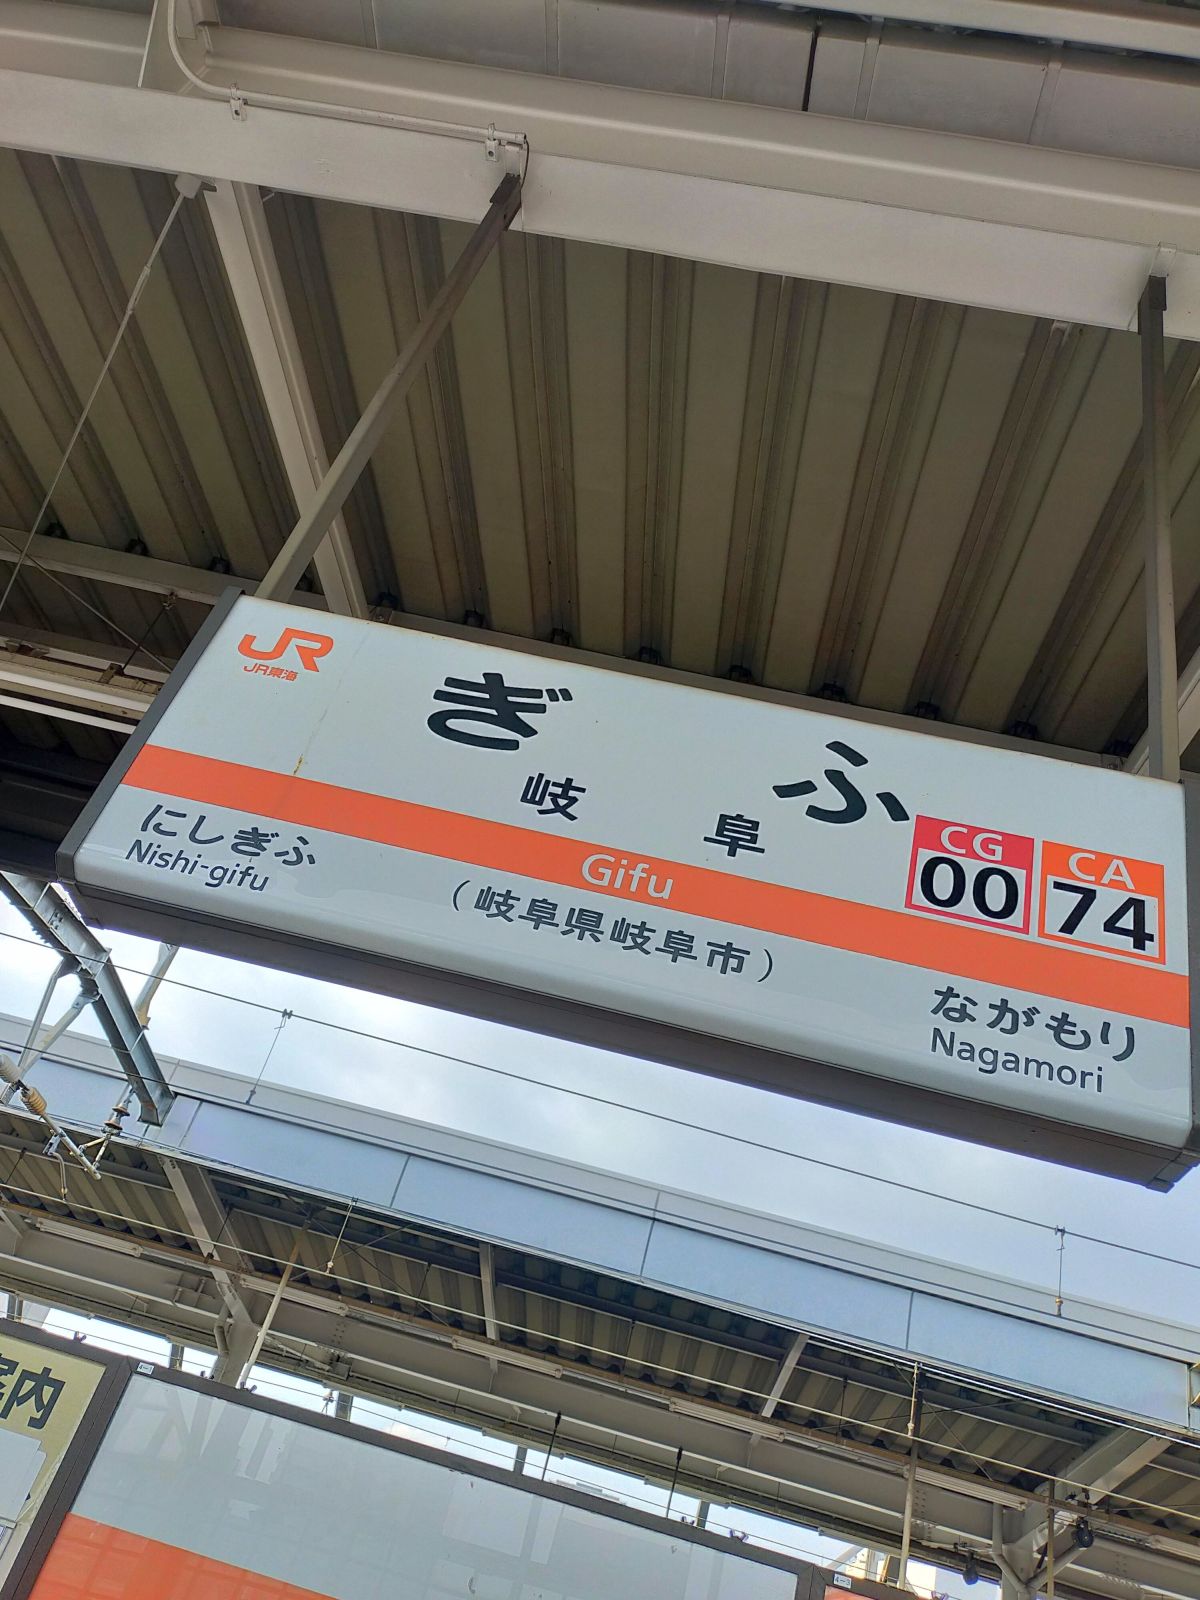 JR
JR東海
ぎふ
岐阜
CG
00
CA
74
Gifu
にしぎふ
Nishi-gifu
(岐阜県岐阜市)
ながもり
Nagamori
案内